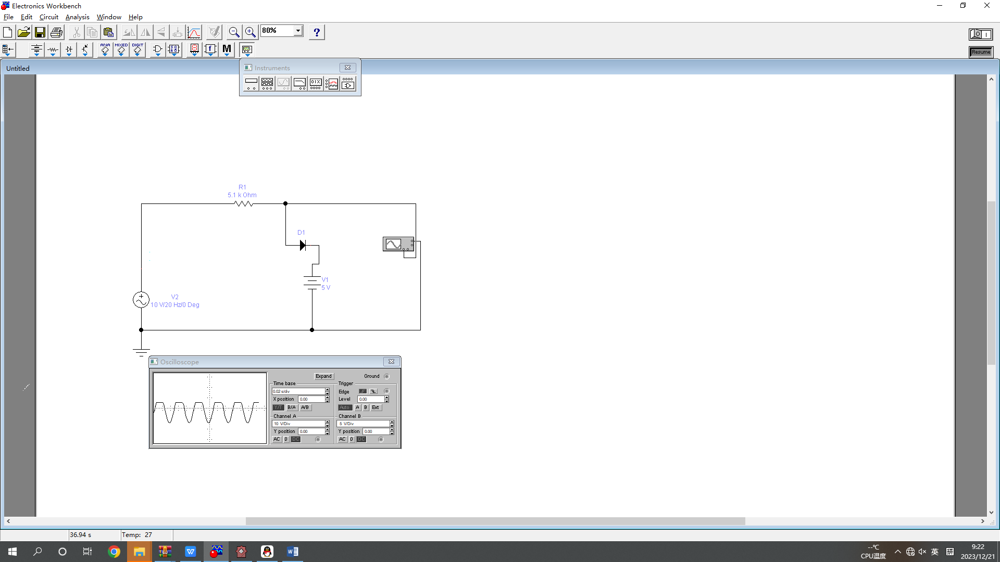 Electronics Workbench
File Edit Circuit Analysis Window Help
80%
?
ANA MIXED DIGIT
f M
Resume
Untitled
Instruments
R1
5.1 k Ohm
D1
V1
5 V
V2
10 V/20 Hz/0 Deg
Oscilloscope
Expand Ground
Time base Trigger
0.02 s/div Edge
X position 0.00 Level 0.00
Y/T B/A A/B Auto A B Ext
Channel A Channel B
10 V/Div 5 V/Div
Y position 0.00 Y position 0.00
AC 0 DC AC 0 DC
36.94 s Temp: 27
--℃
CPU温度
英
9:22
2023/12/21